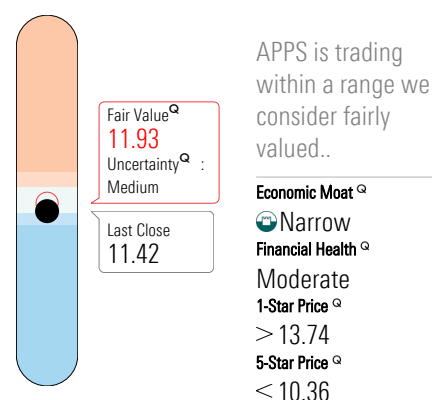 APPS is trading
within a range we
consider fairly
valued..
Fair Value Q
11.93
Uncertainty Q :
Medium
Last Close
11.42
Economic Moat Q
Narrow
Financial Health Q
Moderate
1-Star Price Q
> 13.74
5-Star Price Q
< 10.36